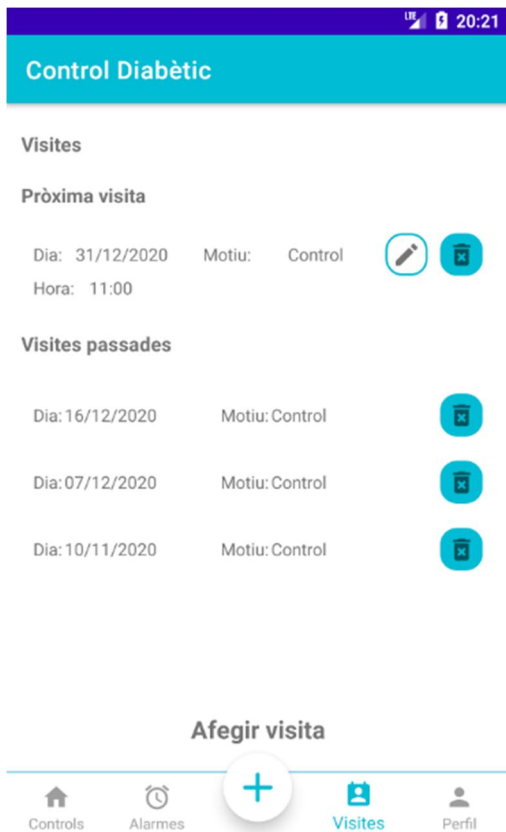 LTE 20:21
Control Diabètic
Visites
Pròxima visita
Dia: 31/12/2020 Motiu: Control
Hora: 11:00
Visites passades
Dia: 16/12/2020 Motiu: Control
Dia: 07/12/2020 Motiu: Control
Dia: 10/11/2020 Motiu: Control
Afegir visita
Controls Alarmes Visites Perfil